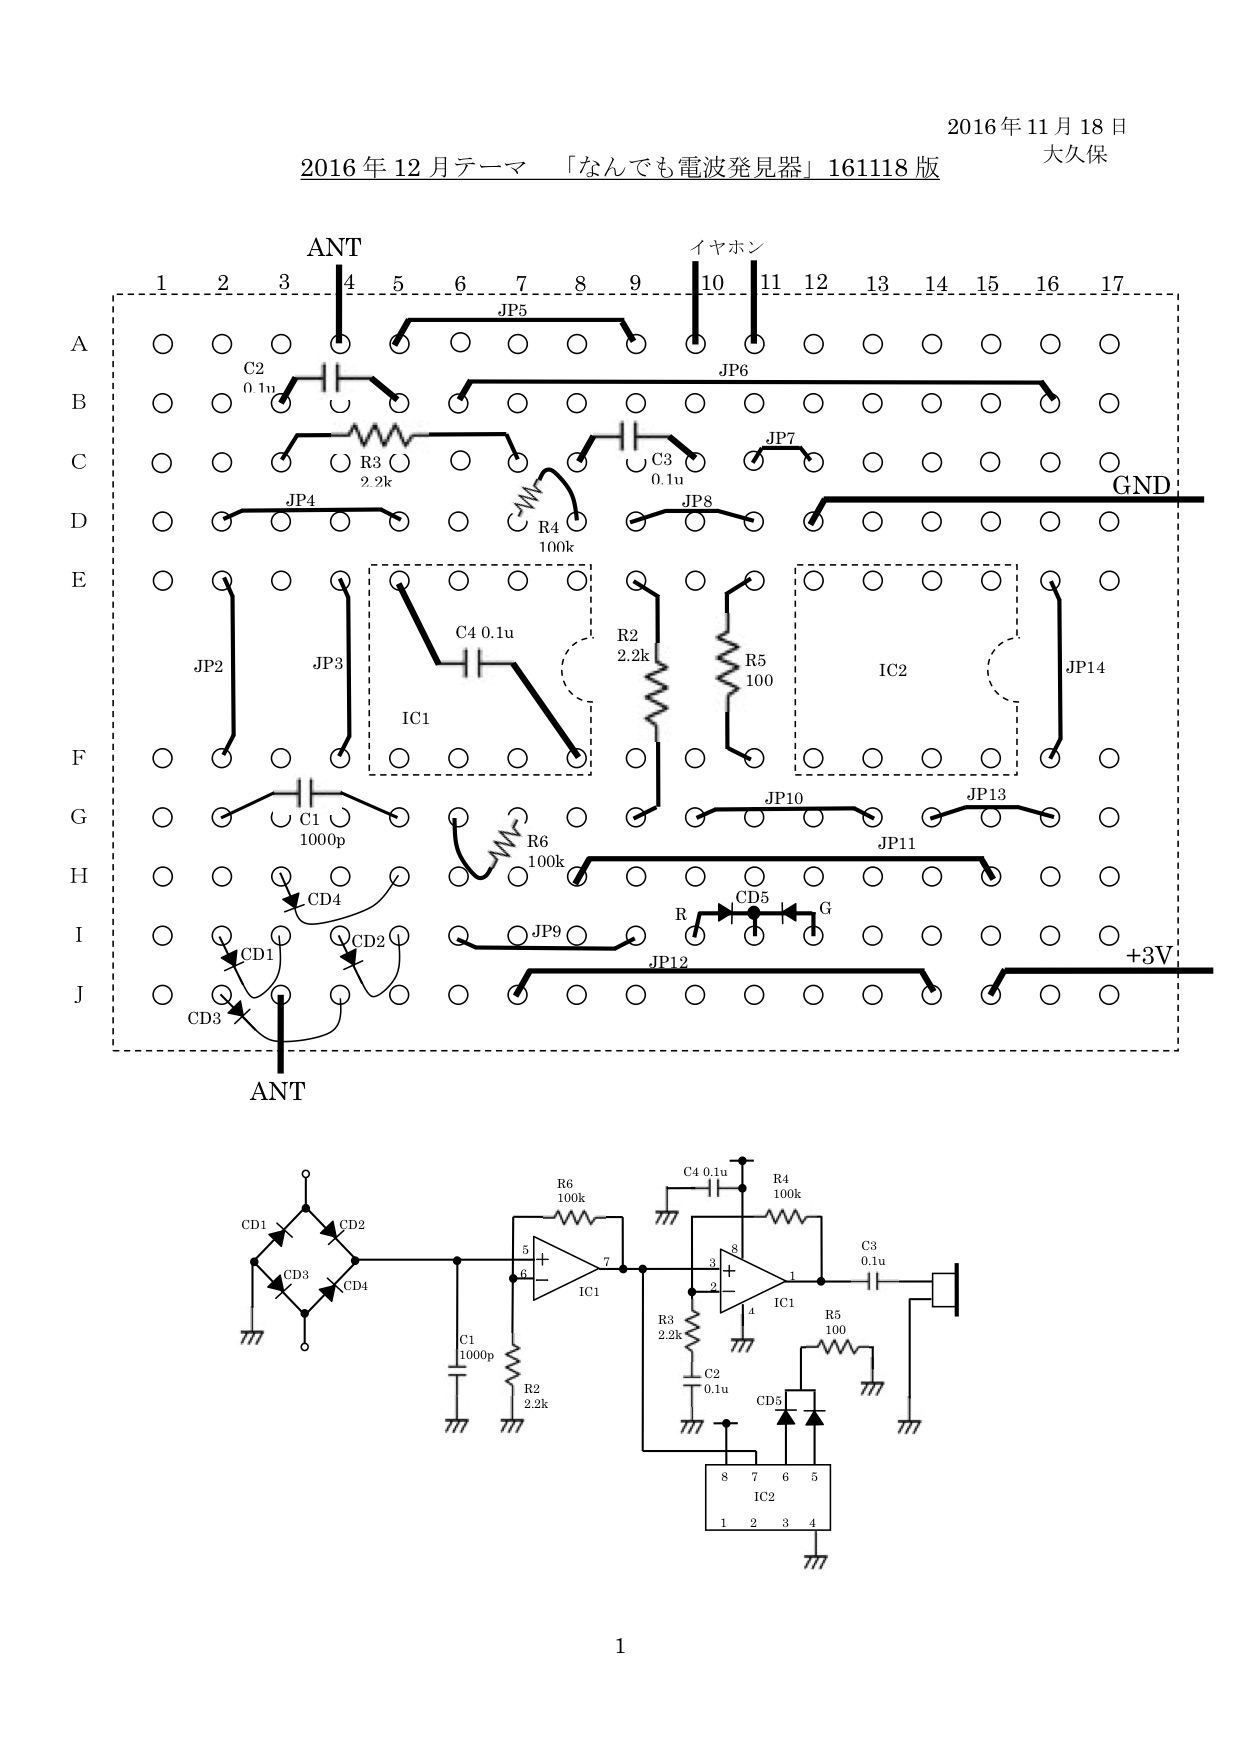 2016年11月18日
大久保
2016年12月テーマ 「なんでも電波発見器」161118版
ANT
イヤホン
1 2 3 4 5 6 7 8 9 10 11 12 13 14 15 16 17
JP5
A
C2
0.1u
JP6
B
JP7
C
R3
2.2k
C3
0.1u
GND
JP4
JP8
D
R4
100k
E
C4 0.1u
R2
2.2k
JP2
JP3
R5
100
IC2
JP14
IC1
F
JP10
JP13
G
C1
1000p
R6
100k
JP11
H
CD4
CD5
R
G
I
JP9
CD1
CD2
+3V
JP12
J
CD3
ANT
C4 0.1u
R4
100k
R6
100k
CD1
CD2
CD3
CD4
5
6
7
IC1
8
3
2
1
4
IC1
C3
0.1u
R3
2.2k
R5
100
C1
1000p
C2
0.1u
R2
2.2k
CD5
8 7 6 5
IC2
1 2 3 4
1